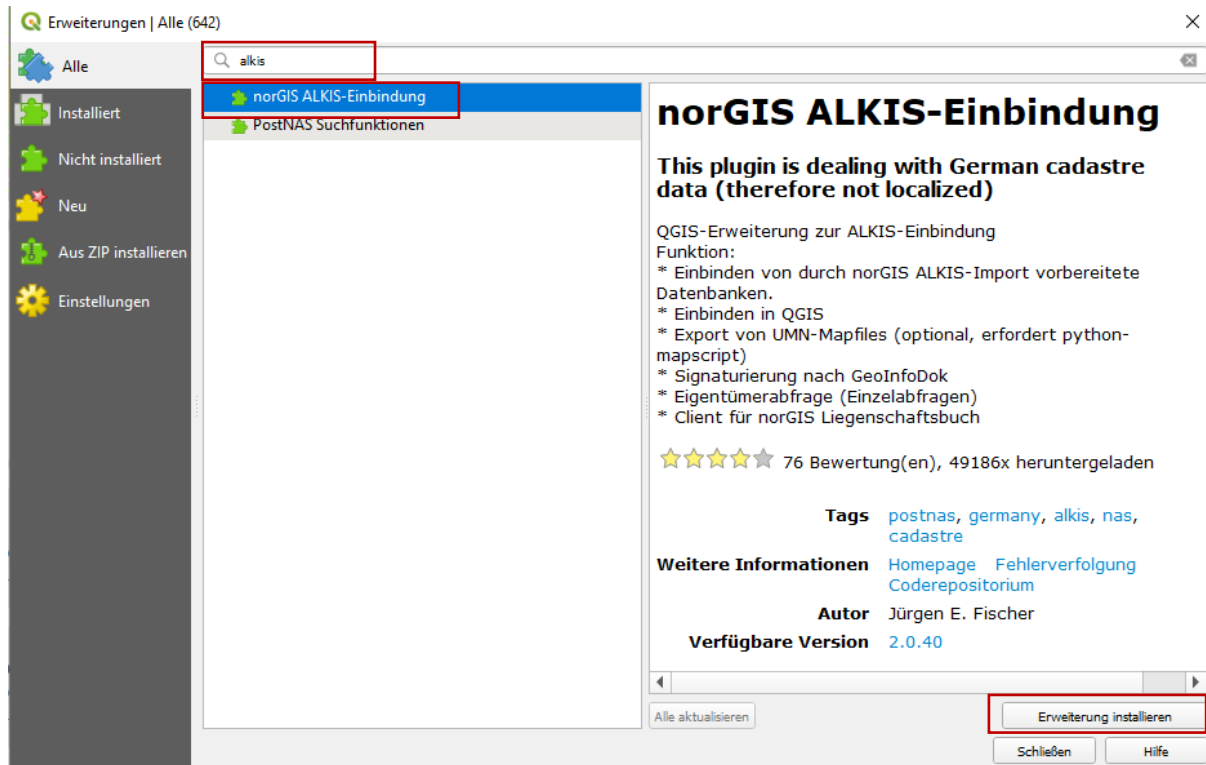 Erweiterungen | Alle (642)
Alle
Installiert
Nicht installiert
Neu
Aus ZIP installieren
Einstellungen
alkis
norGIS ALKIS-Einbindung
PostNAS Suchfunktionen
norGIS ALKIS-Einbindung
This plugin is dealing with German cadastre
data (therefore not localized)
QGIS-Erweiterung zur ALKIS-Einbindung
Funktion:
* Einbinden von durch norGIS ALKIS-Import vorbereitete
Datenbanken.
* Einbinden in QGIS
* Export von UMN-Mapfiles (optional, erfordert python-
mapscript)
* Signaturierung nach GeoInfoDok
* Eigentümerabfrage (Einzelabfragen)
* Client für norGIS Liegenschaftsbuch
76 Bewertung(en), 49186x heruntergeladen
Tags postnas, germany, alkis, nas,
cadastre
Weitere Informationen Homepage Fehlerverfolgung
Coderepositorium
Autor Jürgen E. Fischer
Verfügbare Version 2.0.40
Alle aktualisieren
Erweiterung installieren
Schließen Hilfe